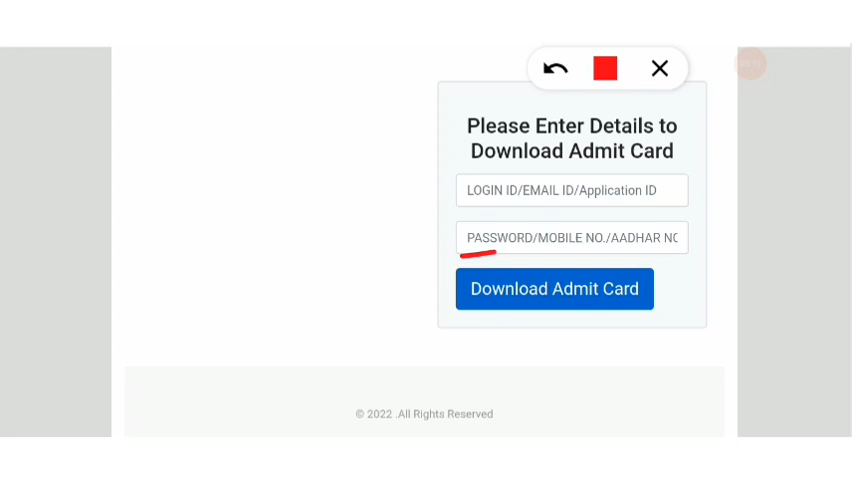 Please Enter Details to
Download Admit Card
LOGIN ID/EMAIL ID/Application ID
PASSWORD/MOBILE NO./AADHAR NO
Download Admit Card
© 2022 .All Rights Reserved